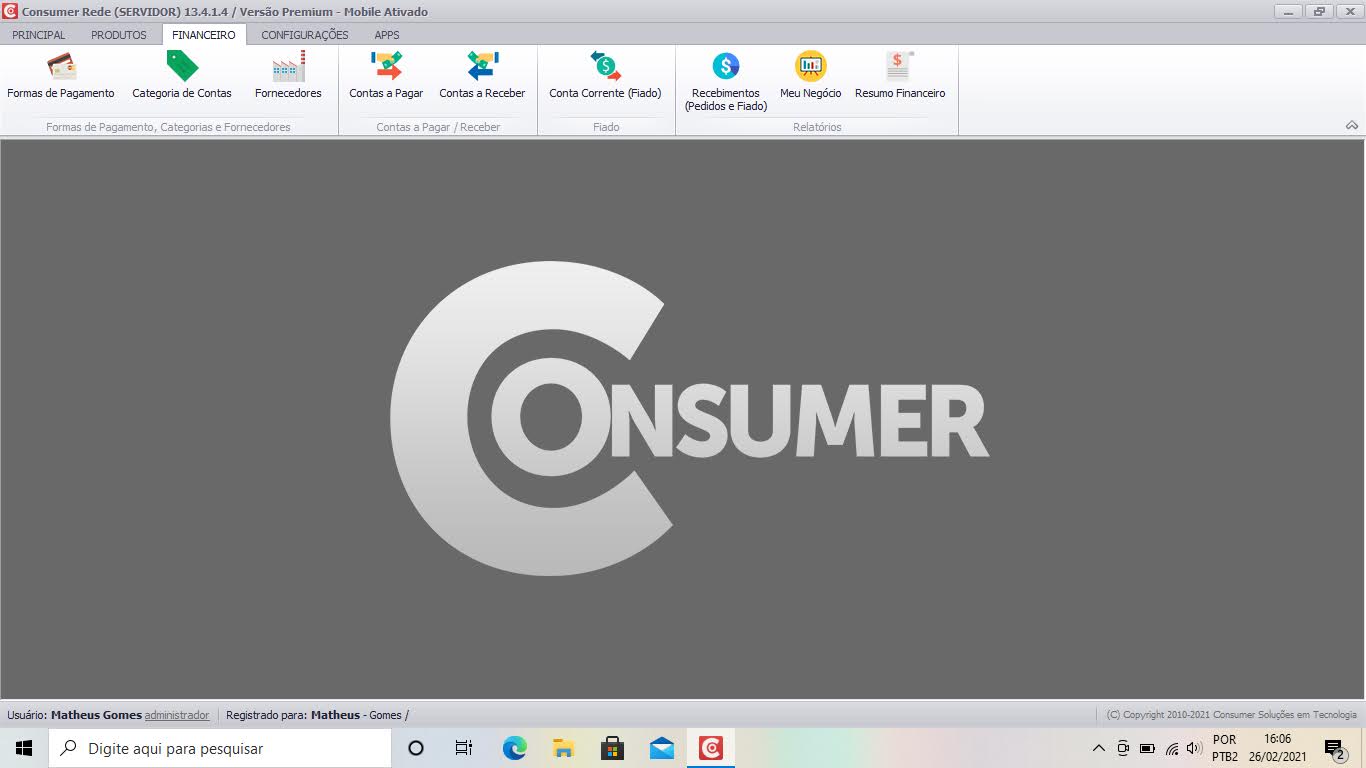 Consumer Rede (SERVIDOR) 13.4.1.4 / Versão Premium - Mobile Ativado
PRINCIPAL PRODUTOS FINANCEIRO CONFIGURAÇÕES APPS
Formas de Pagamento Categoria de Contas Fornecedores Contas a Pagar Contas a Receber Conta Corrente (Fiado) Recebimentos Meu Negócio Resumo Financeiro
(Pedidos e Fiado)
Formas de Pagamento, Categorias e Fornecedores Contas a Pagar / Receber Fiado Relatórios
CONSUMER
Usuário: Matheus Gomes administrador Registrado para: Matheus - Gomes / (C) Copyright 2010-2021 Consumer Soluções em Tecnologia
Digite aqui para pesquisar
POR 16:06
PTB2 26/02/2021 2